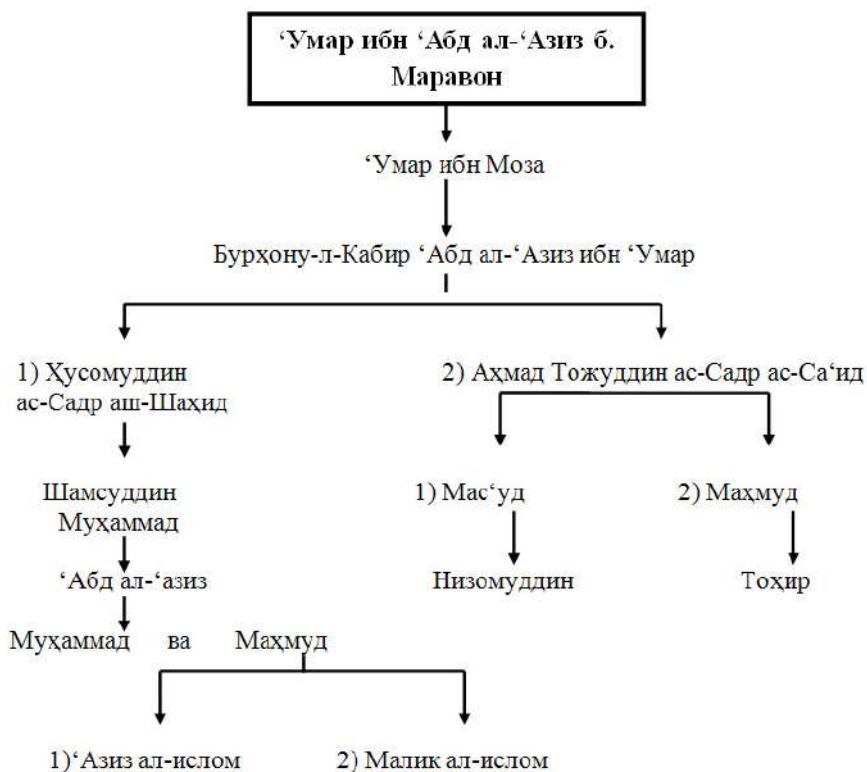 ‘Умар ибн ‘Абд ал-‘Азиз б.
Маравон
‘Умар ибн Моза
Бурҳону-л-Кабир ‘Абд ал-‘Азиз ибн ‘Умар
1) Ҳусомуддин
ас-Садр аш-Шаҳид
2) Аҳмад Тожуддин ас-Садр ас-Са‘ид
Шамсуддин
Муҳаммад
1) Мас‘уд
2) Маҳмуд
‘Абд ал-‘азиз
Низомуддин
Тоҳир
Муҳаммад ва Маҳмуд
1)‘Азиз ал-ислом
2) Малик ал-ислом